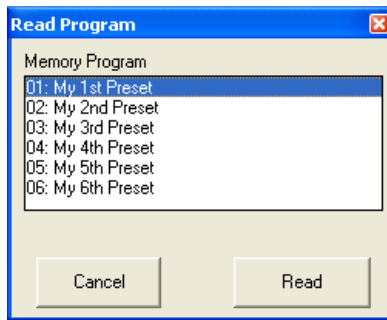 Read Program
Memory Program
01: My 1st Preset
02: My 2nd Preset
03: My 3rd Preset
04: My 4th Preset
05: My 5th Preset
06: My 6th Preset
Cancel
Read